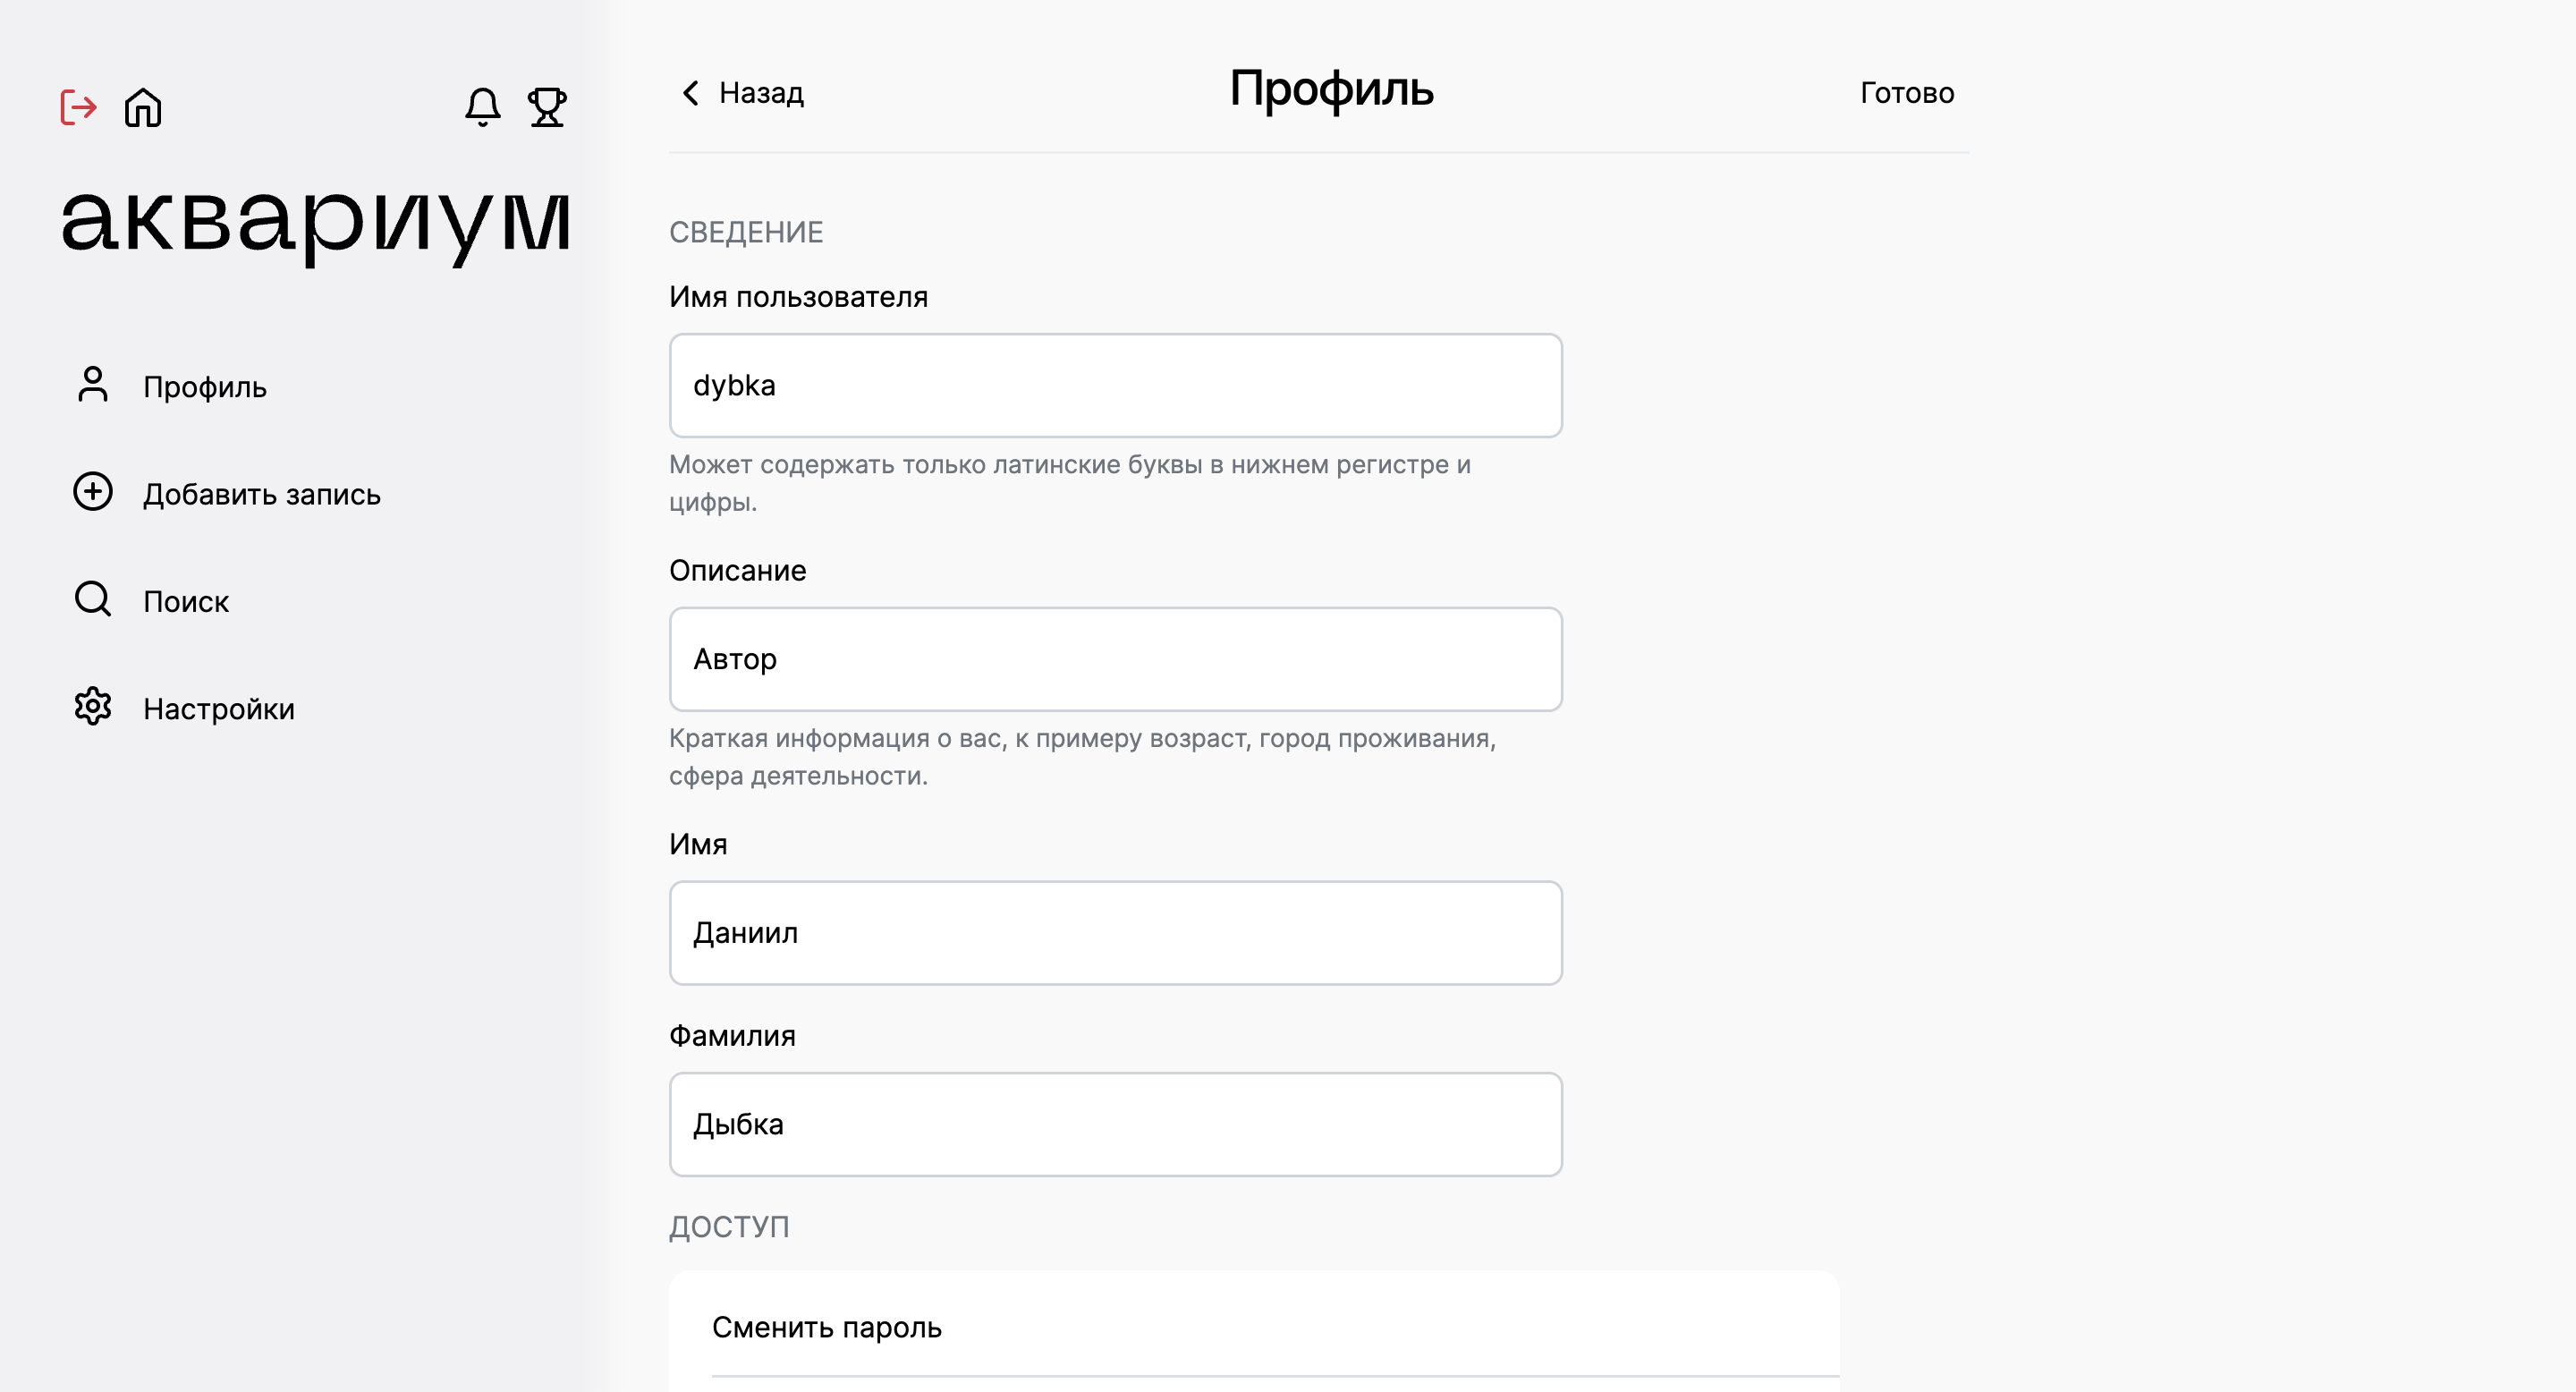 аквариум
Профиль
Добавить запись
Поиск
Настройки
Назад
Профиль
Готово
СВЕДЕНИЕ
Имя пользователя
dybka
Может содержать только латинские буквы в нижнем регистре и
цифры.
Описание
Автор
Краткая информация о вас, к примеру возраст, город проживания,
сфера деятельности.
Имя
Даниил
Фамилия
Дыбка
ДОСТУП
Сменить пароль